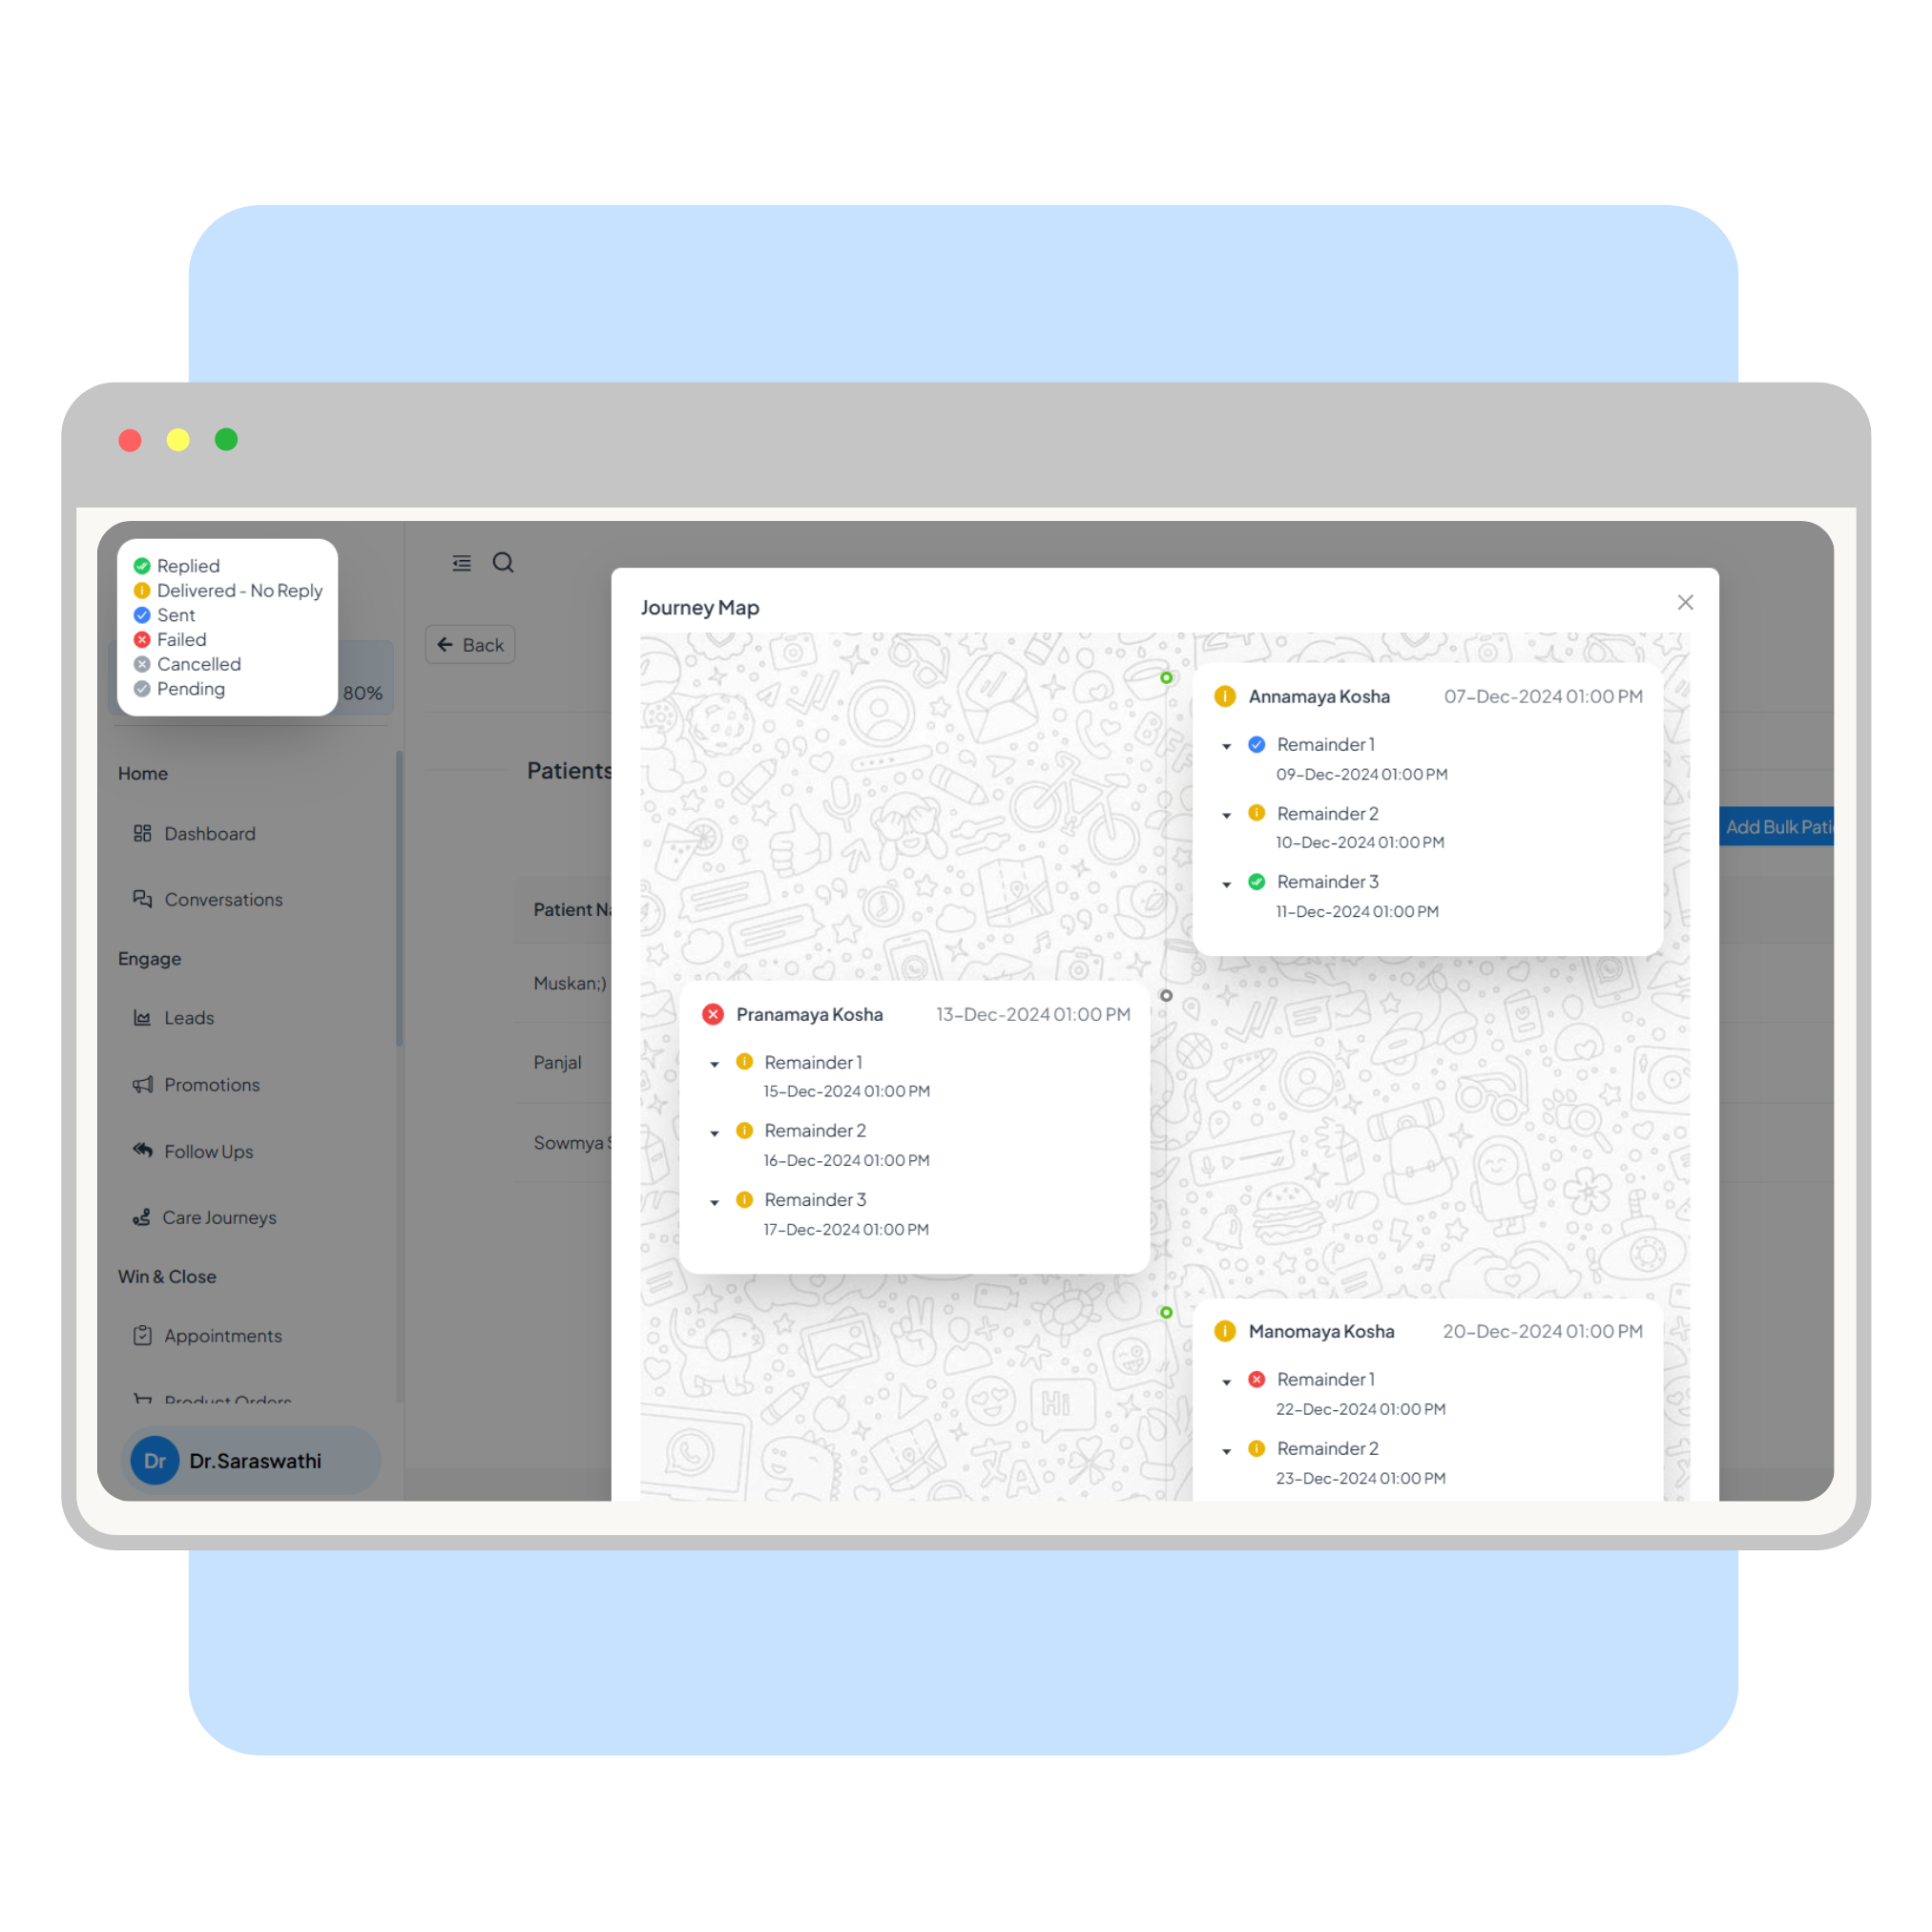 Replied
Delivered - No Reply
Sent
Failed
Cancelled
Pending
80%
Home
Dashboard
Conversations
Engage
Leads
Promotions
Follow Ups
Care Journeys
Win & Close
Appointments
Product Orders
Dr
Dr.Saraswathi
Back
Patients
Patient Na
Muskan;)
Panjal
Sowmya S
Add Bulk Pati
Journey Map
Annamaya Kosha 07-Dec-2024 01:00 PM
Remainder 1
09-Dec-2024 01:00 PM
Remainder 2
10-Dec-2024 01:00 PM
Remainder 3
11-Dec-2024 01:00 PM
Pranamaya Kosha 13-Dec-2024 01:00 PM
Remainder 1
15-Dec-2024 01:00 PM
Remainder 2
16-Dec-2024 01:00 PM
Remainder 3
17-Dec-2024 01:00 PM
Manomaya Kosha 20-Dec-2024 01:00 PM
Remainder 1
22-Dec-2024 01:00 PM
Remainder 2
23-Dec-2024 01:00 PM
Hi